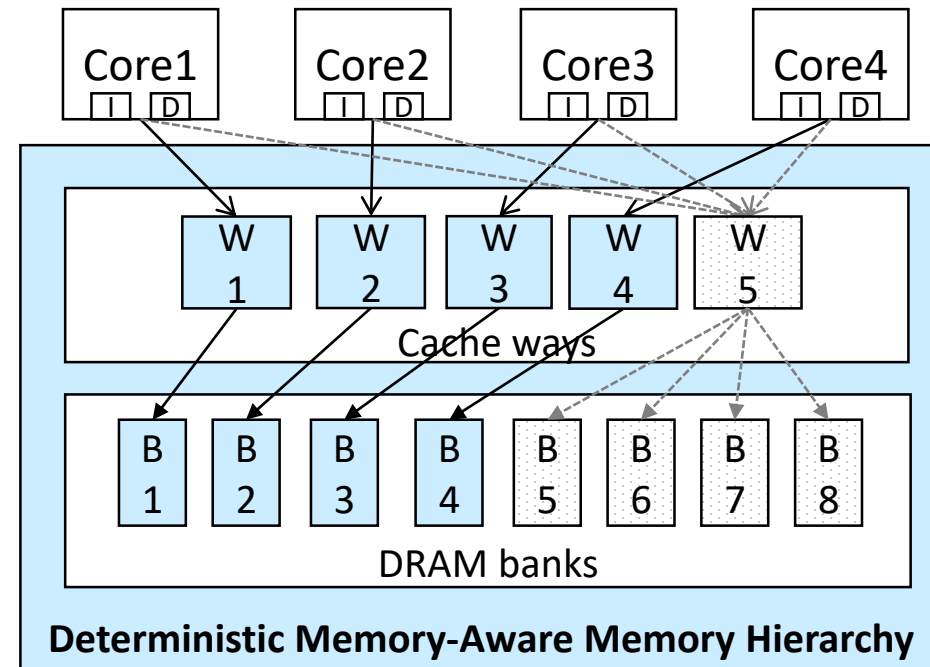 Core1 Core2 Core3 Core4
I D I D I D I D
W W W W W
1 2 3 4 5
Cache ways
B B B B B B B B
1 2 3 4 5 6 7 8
DRAM banks
Deterministic Memory-Aware Memory Hierarchy